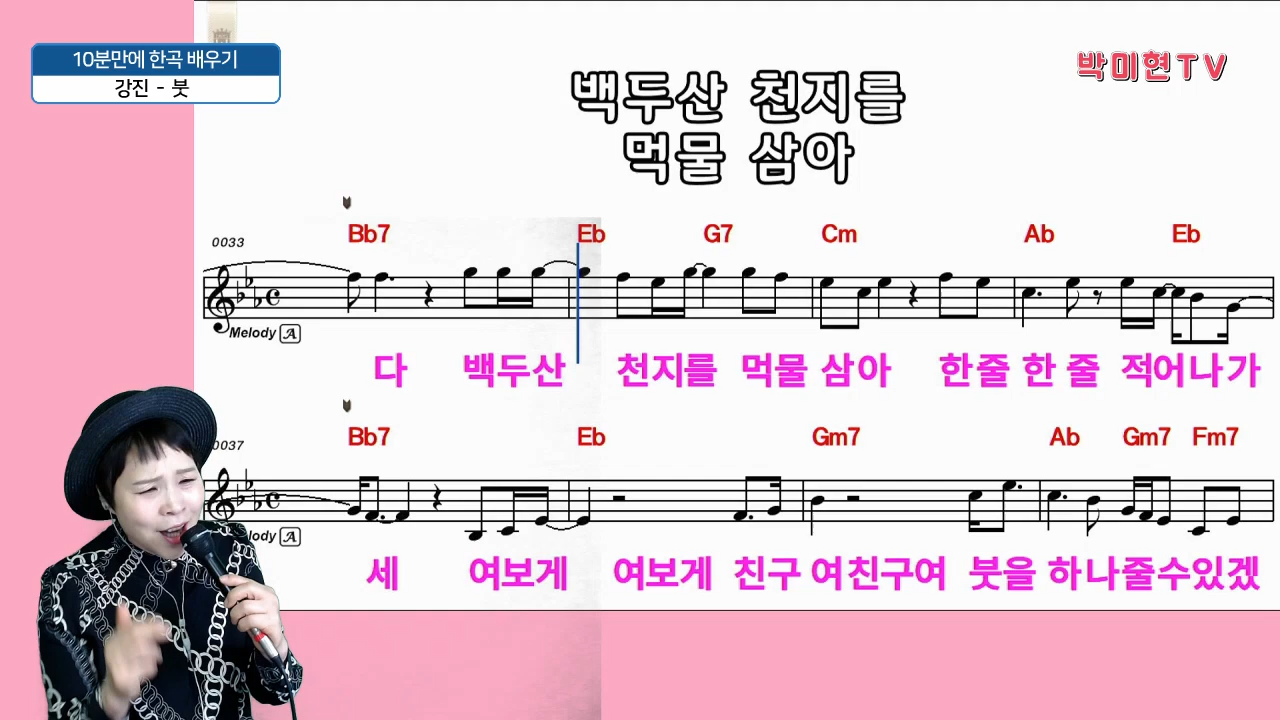 10분만에 한곡 배우기
강진 - 붓
박미현TV
백두산 천지를
먹물 삼아
Bb7 Eb G7 Cm Ab Eb
0033
Melody A
다 백두산 천지를 먹물 삼아 한줄 한 줄 적어나가
Bb7 Eb Gm7 Ab Gm7 Fm7
0037
lody A
세 여보게 여보게 친구 여친구여 붓을 하나줄수있겠